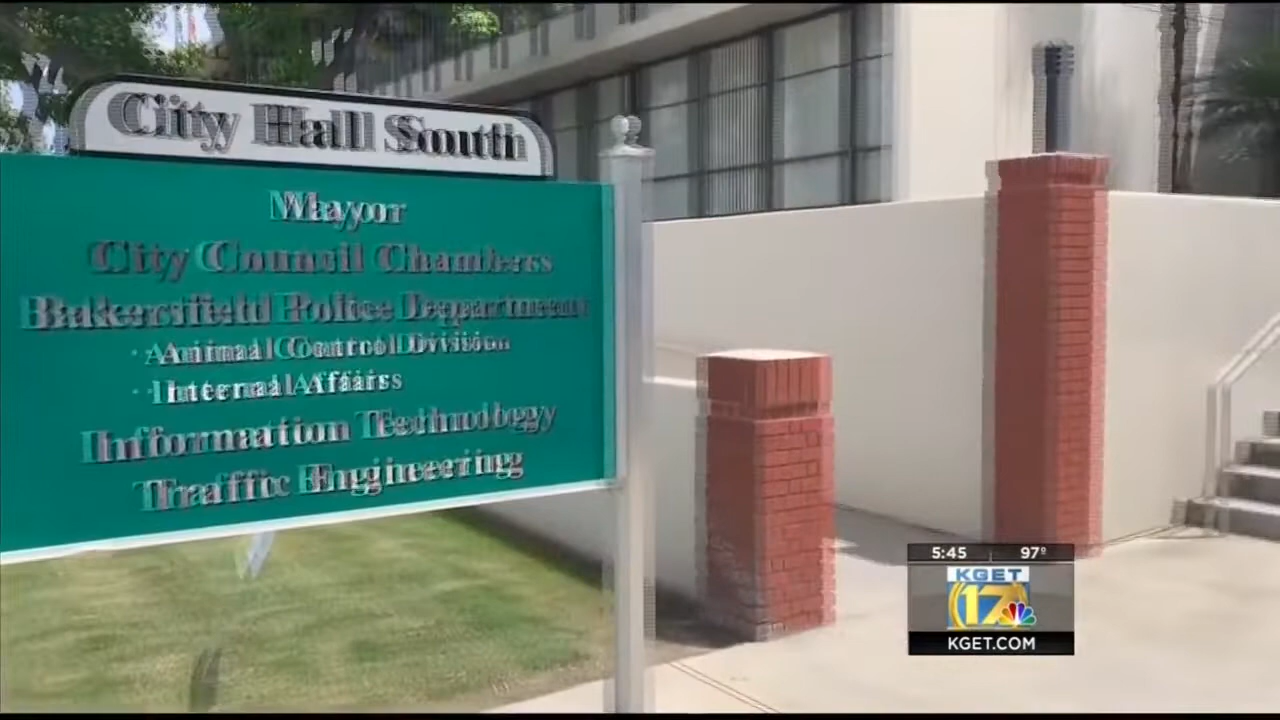 City Hall South
Mayor
City Council Chambers
Bakersfield Police Department
· Animal Control Division
· Internal Affairs
Information Technology
Traffic Engineering
5:45 97º
KGET
17
KGET.COM